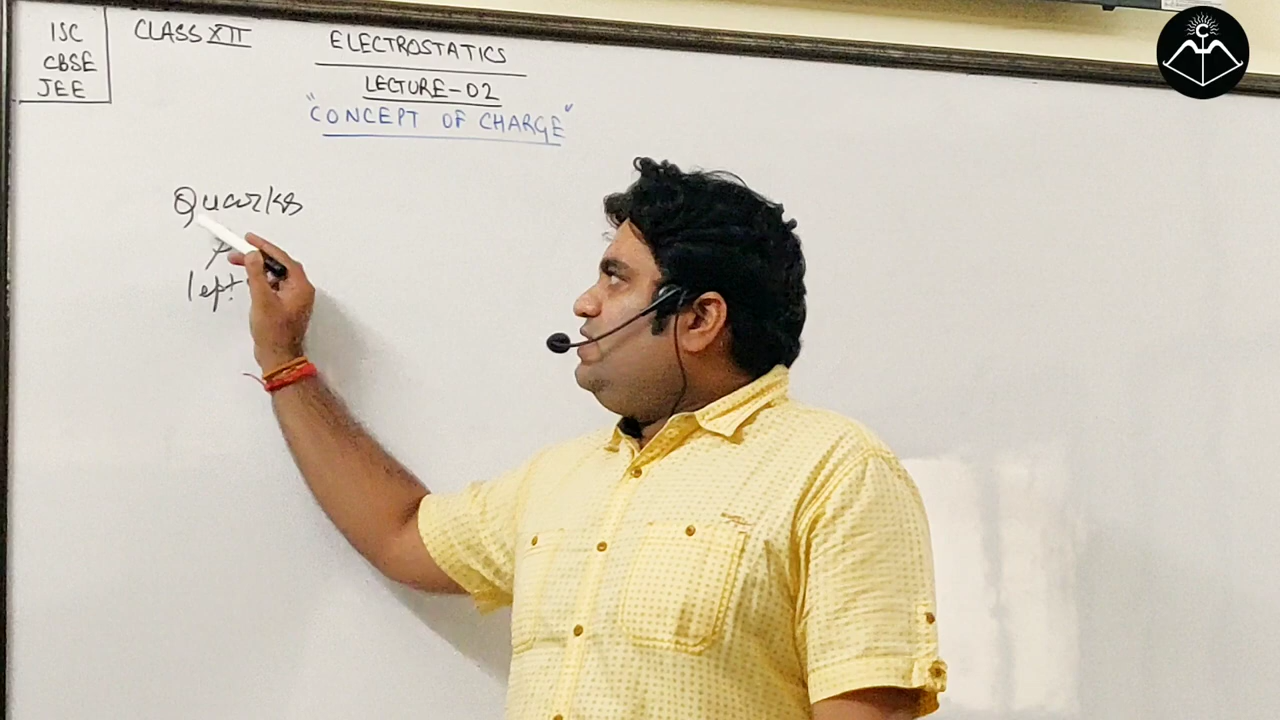 ISC
CBSE
JEE
CLASS XII
ELECTROSTATICS
LECTURE-02
"CONCEPT OF CHARGE"
Quarks
C